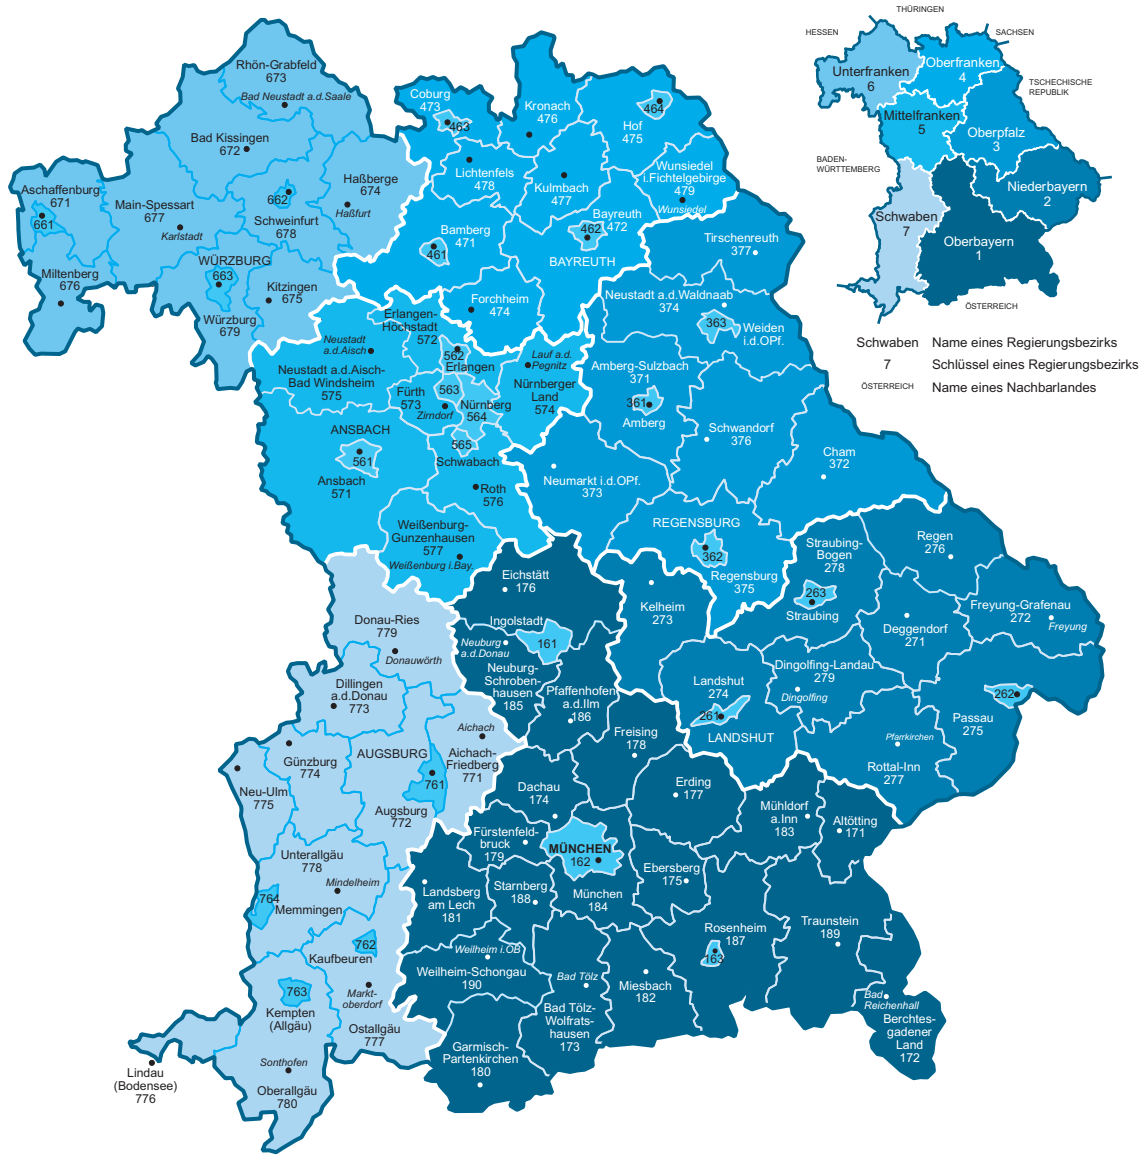 THÜRINGEN
HESSEN
SACHSEN
TSCHECHISCHE
REPUBLIK
BADEN-
WÜRTTEMBERG
ÖSTERREICH
Unterfranken
6
Oberfranken
4
Mittelfranken
5
Oberpfalz
3
Niederbayern
2
Schwaben
7
Oberbayern
1
Schwaben Name eines Regierungsbezirks
7 Schlüssel eines Regierungsbezirks
ÖSTERREICH Name eines Nachbarlandes
Rhön-Grabfeld
673
Bad Neustadt a.d.Saale
Bad Kissingen
672
Haßberge
674
Haßfurt
Aschaffenburg
671
661
Main-Spessart
677
Karlstadt
662
Schweinfurt
678
Miltenberg
676
WÜRZBURG
663
Kitzingen
675
Würzburg
679
Coburg
473
463
Kronach
476
464
Hof
475
Lichtenfels
478
Kulmbach
477
Wunsiedel
i.Fichtelgebirge
479
Wunsiedel
Bamberg
471
461
Bayreuth
462 472
BAYREUTH
Forchheim
474
Tirschenreuth
377
Neustadt a.d.Waldnaab
374
363
Weiden
i.d.OPf.
Erlangen-
Höchstadt
572
562
Erlangen
Neustadt
a.d.Aisch
Neustadt a.d.Aisch-
Bad Windsheim
575
Lauf a.d.
Pegnitz
Nürnberger
Land
574
Fürth
573
563
Zirndorf
Nürnberg
564
565
Schwabach
ANSBACH
561
Ansbach
571
Roth
576
Weißenburg-
Gunzenhausen
577
Weißenburg i.Bay.
Amberg-Sulzbach
371
361
Amberg
Schwandorf
376
Cham
372
Neumarkt i.d.OPf.
373
REGENSBURG
362
Regensburg
375
Straubing-
Bogen
278
263
Straubing
Regen
276
Freyung-Grafenau
272
Freyung
Deggendorf
271
Kelheim
273
Dingolfing-Landau
279
Dingolfing
Landshut
274
261
LANDSHUT
262
Passau
275
Pfarrkirchen
Rottal-Inn
277
Eichstätt
176
Ingolstadt
161
Neuburg
a.d.Donau
Neuburg-
Schroben-
hausen
185
Pfaffenhofen
a.d.Ilm
186
Freising
178
Erding
177
Dachau
174
Mühldorf
a.Inn
183
Altötting
171
Fürstenfeld-
bruck
179
MÜNCHEN
162
München
184
Ebersberg
175
Landsberg
am Lech
181
Starnberg
188
Rosenheim
187
163
Traunstein
189
Weilheim i.OB
Weilheim-Schongau
190
Bad Tölz
Bad Tölz-
Wolfrats-
hausen
173
Miesbach
182
Bad
Reichenhall
Berchtes-
gadener
Land
172
Garmisch-
Partenkirchen
180
Donau-Ries
779
Donauwörth
Dillingen
a.d.Donau
773
Aichach
Aichach-
Friedberg
771
Günzburg
774
AUGSBURG
761
Augsburg
772
Neu-Ulm
775
Unterallgäu
778
Mindelheim
764
Memmingen
762
Kaufbeuren
763
Kempten
(Allgäu)
Markt-
oberdorf
Ostallgäu
777
Lindau
(Bodensee)
776
Sonthofen
Oberallgäu
780